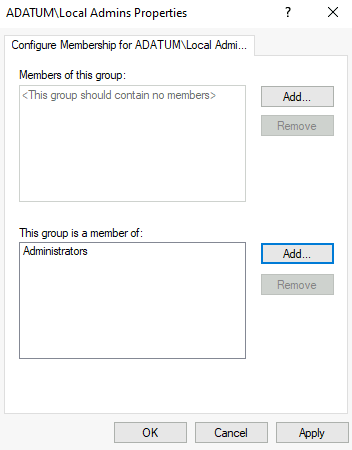 ADATUM\Local Admins Properties
Configure Membership for ADATUM\Local Admi...
Members of this group:
<This group should contain no members>
Add...
Remove
This group is a member of:
Administrators
Add...
Remove
OK
Cancel
Apply